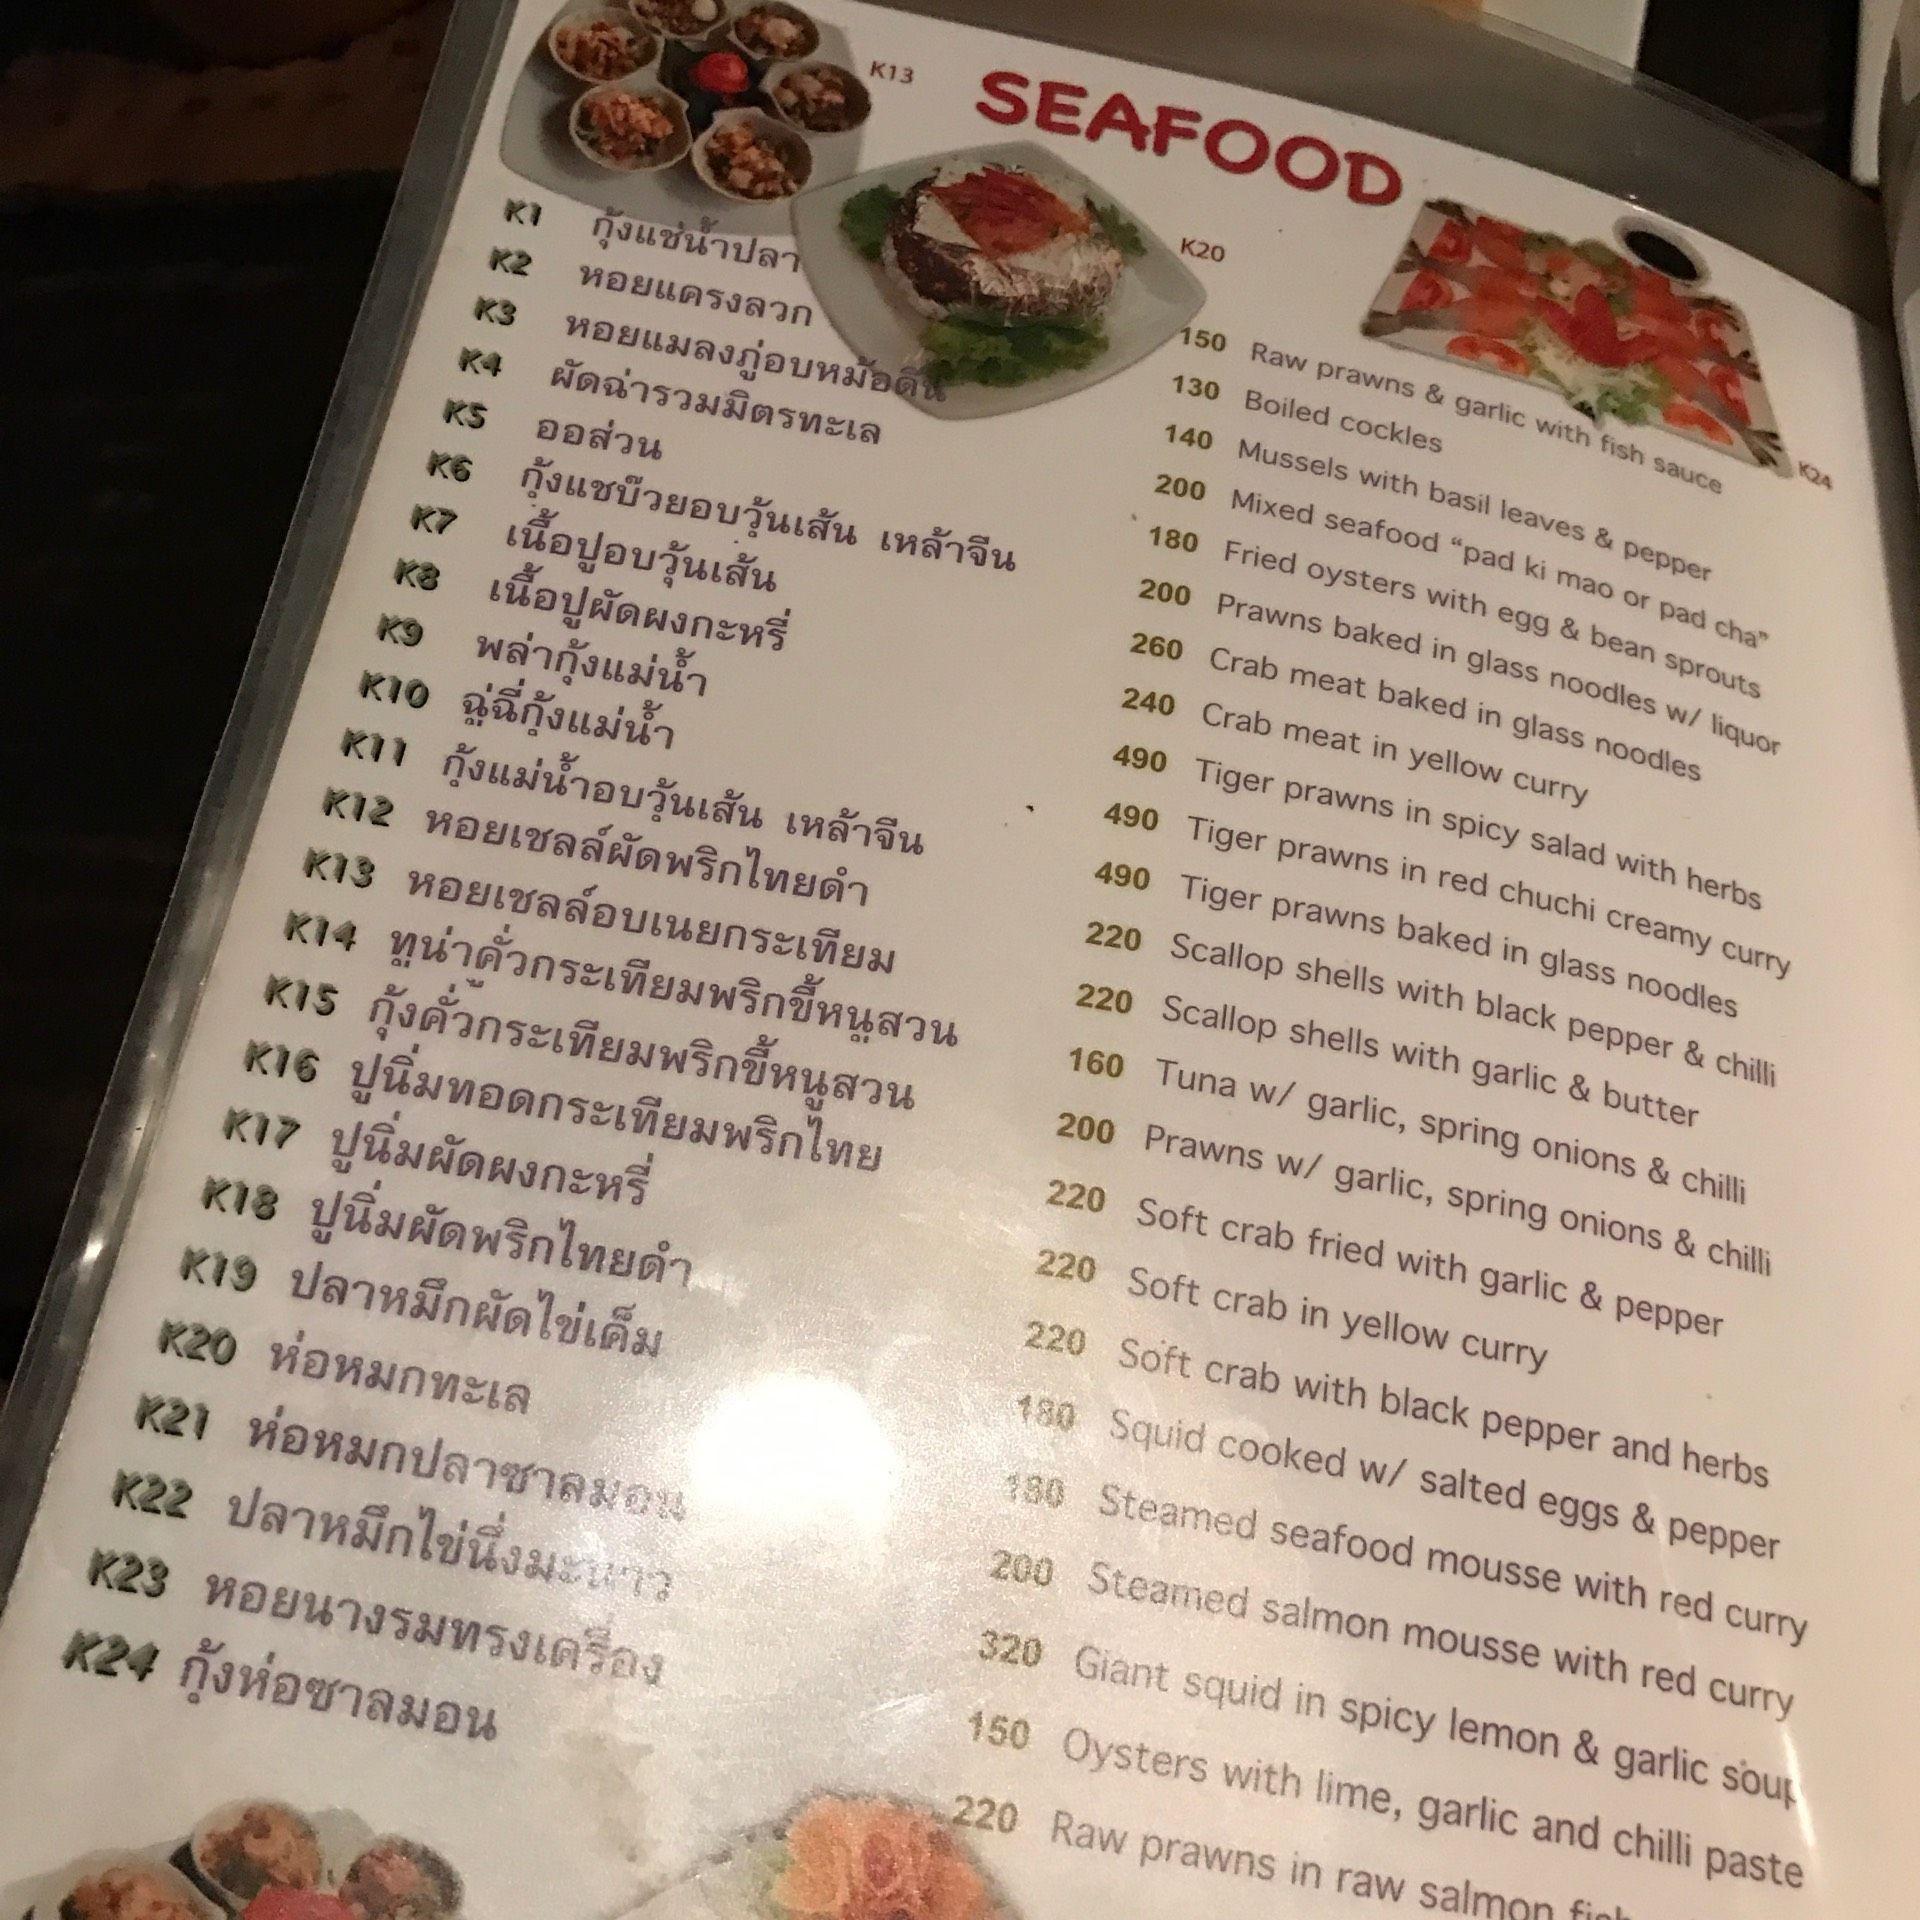 K13
SEAFOOD
K20
K24
K1 กุ้งแช่น้ำปลา 150 Raw prawns & garlic with fish sauce
K2 หอยแครงลวก 130 Boiled cockles
K3 หอยแมลงภู่อบหม้อดิน 140 Mussels with basil leaves & pepper
K4 ผัดฉ่ารวมมิตรทะเล 200 Mixed seafood “pad ki mao or pad cha”
K5 ออส่วน 180 Fried oysters with egg & bean sprouts
K6 กุ้งแชบ๊วยอบวุ้นเส้น เหล้าจีน 200 Prawns baked in glass noodles w/ liquor
K7 เนื้อปูอบวุ้นเส้น 260 Crab meat baked in glass noodles
K8 เนื้อปูผัดผงกะหรี่ 240 Crab meat in yellow curry
K9 พล่ากุ้งแม่น้ำ 490 Tiger prawns in spicy salad with herbs
K10 ฉู่ฉี่กุ้งแม่น้ำ 490 Tiger prawns in red chuchi creamy curry
K11 กุ้งแม่น้ำอบวุ้นเส้น เหล้าจีน 490 Tiger prawns baked in glass noodles
K12 หอยเชลล์ผัดพริกไทยดำ 220 Scallop shells with black pepper & chilli
K13 หอยเชลล์อบเนยกระเทียม 220 Scallop shells with garlic & butter
K14 ทูน่าคั่วกระเทียมพริกขี้หนูสวน 160 Tuna w/ garlic, spring onions & chilli
K15 กุ้งคั่วกระเทียมพริกขี้หนูสวน 200 Prawns w/ garlic, spring onions & chilli
K16 ปูนิ่มทอดกระเทียมพริกไทย 220 Soft crab fried with garlic & pepper
K17 ปูนิ่มผัดผงกะหรี่ 220 Soft crab in yellow curry
K18 ปูนิ่มผัดพริกไทยดำ 220 Soft crab with black pepper and herbs
K19 ปลาหมึกผัดไข่เค็ม 180 Squid cooked w/ salted eggs & pepper
K20 ห่อหมกทะเล 180 Steamed seafood mousse with red curry
K21 ห่อหมกปลาซาลมอน 200 Steamed salmon mousse with red curry
K22 ปลาหมึกไข่นึ่งมะนาว 320 Giant squid in spicy lemon & garlic soup
K23 หอยนางรมทรงเครื่อง 150 Oysters with lime, garlic and chilli paste
K24 กุ้งห่อซาลมอน 220 Raw prawns in raw salmon